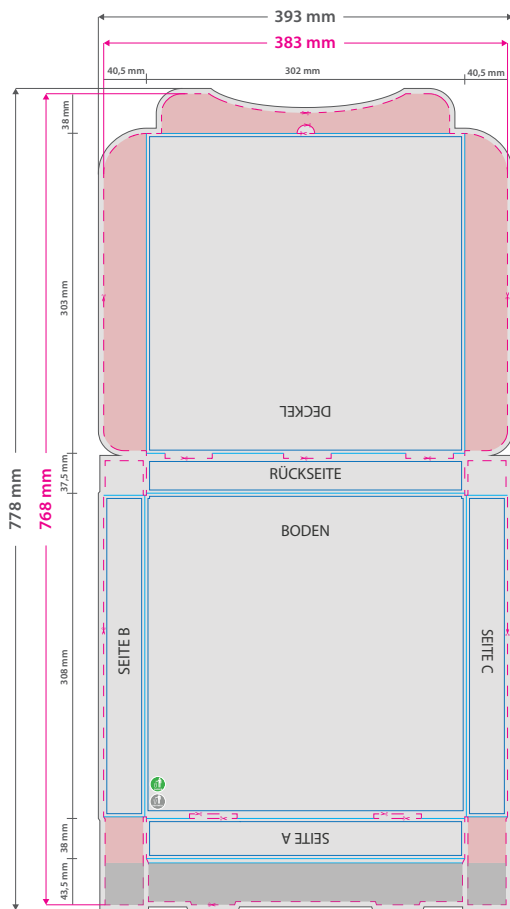 393 mm
383 mm
40,5 mm
302 mm
40,5 mm
38 mm
303 mm
DECKEL
37,5 mm
RÜCKSEITE
778 mm
768 mm
BODEN
SEITE B
SEITE C
308 mm
38 mm
SEITE A
43,5 mm